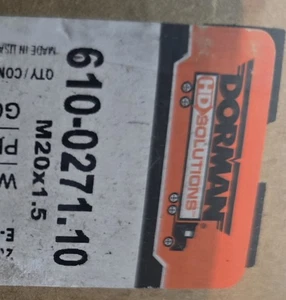 DORMAN®
HD SOLUTIONS
610-0271.10
M20x1.5
MADE IN USA
QTY/CON